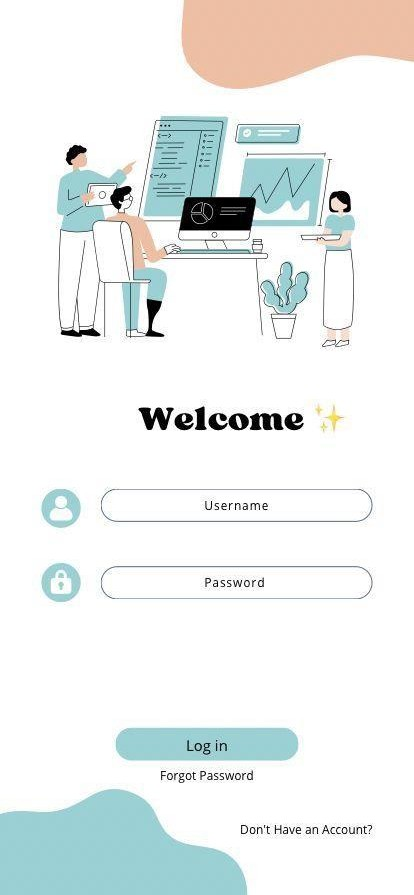 Welcome ✨
Username
Password
Log in
Forgot Password
Don't Have an Account?